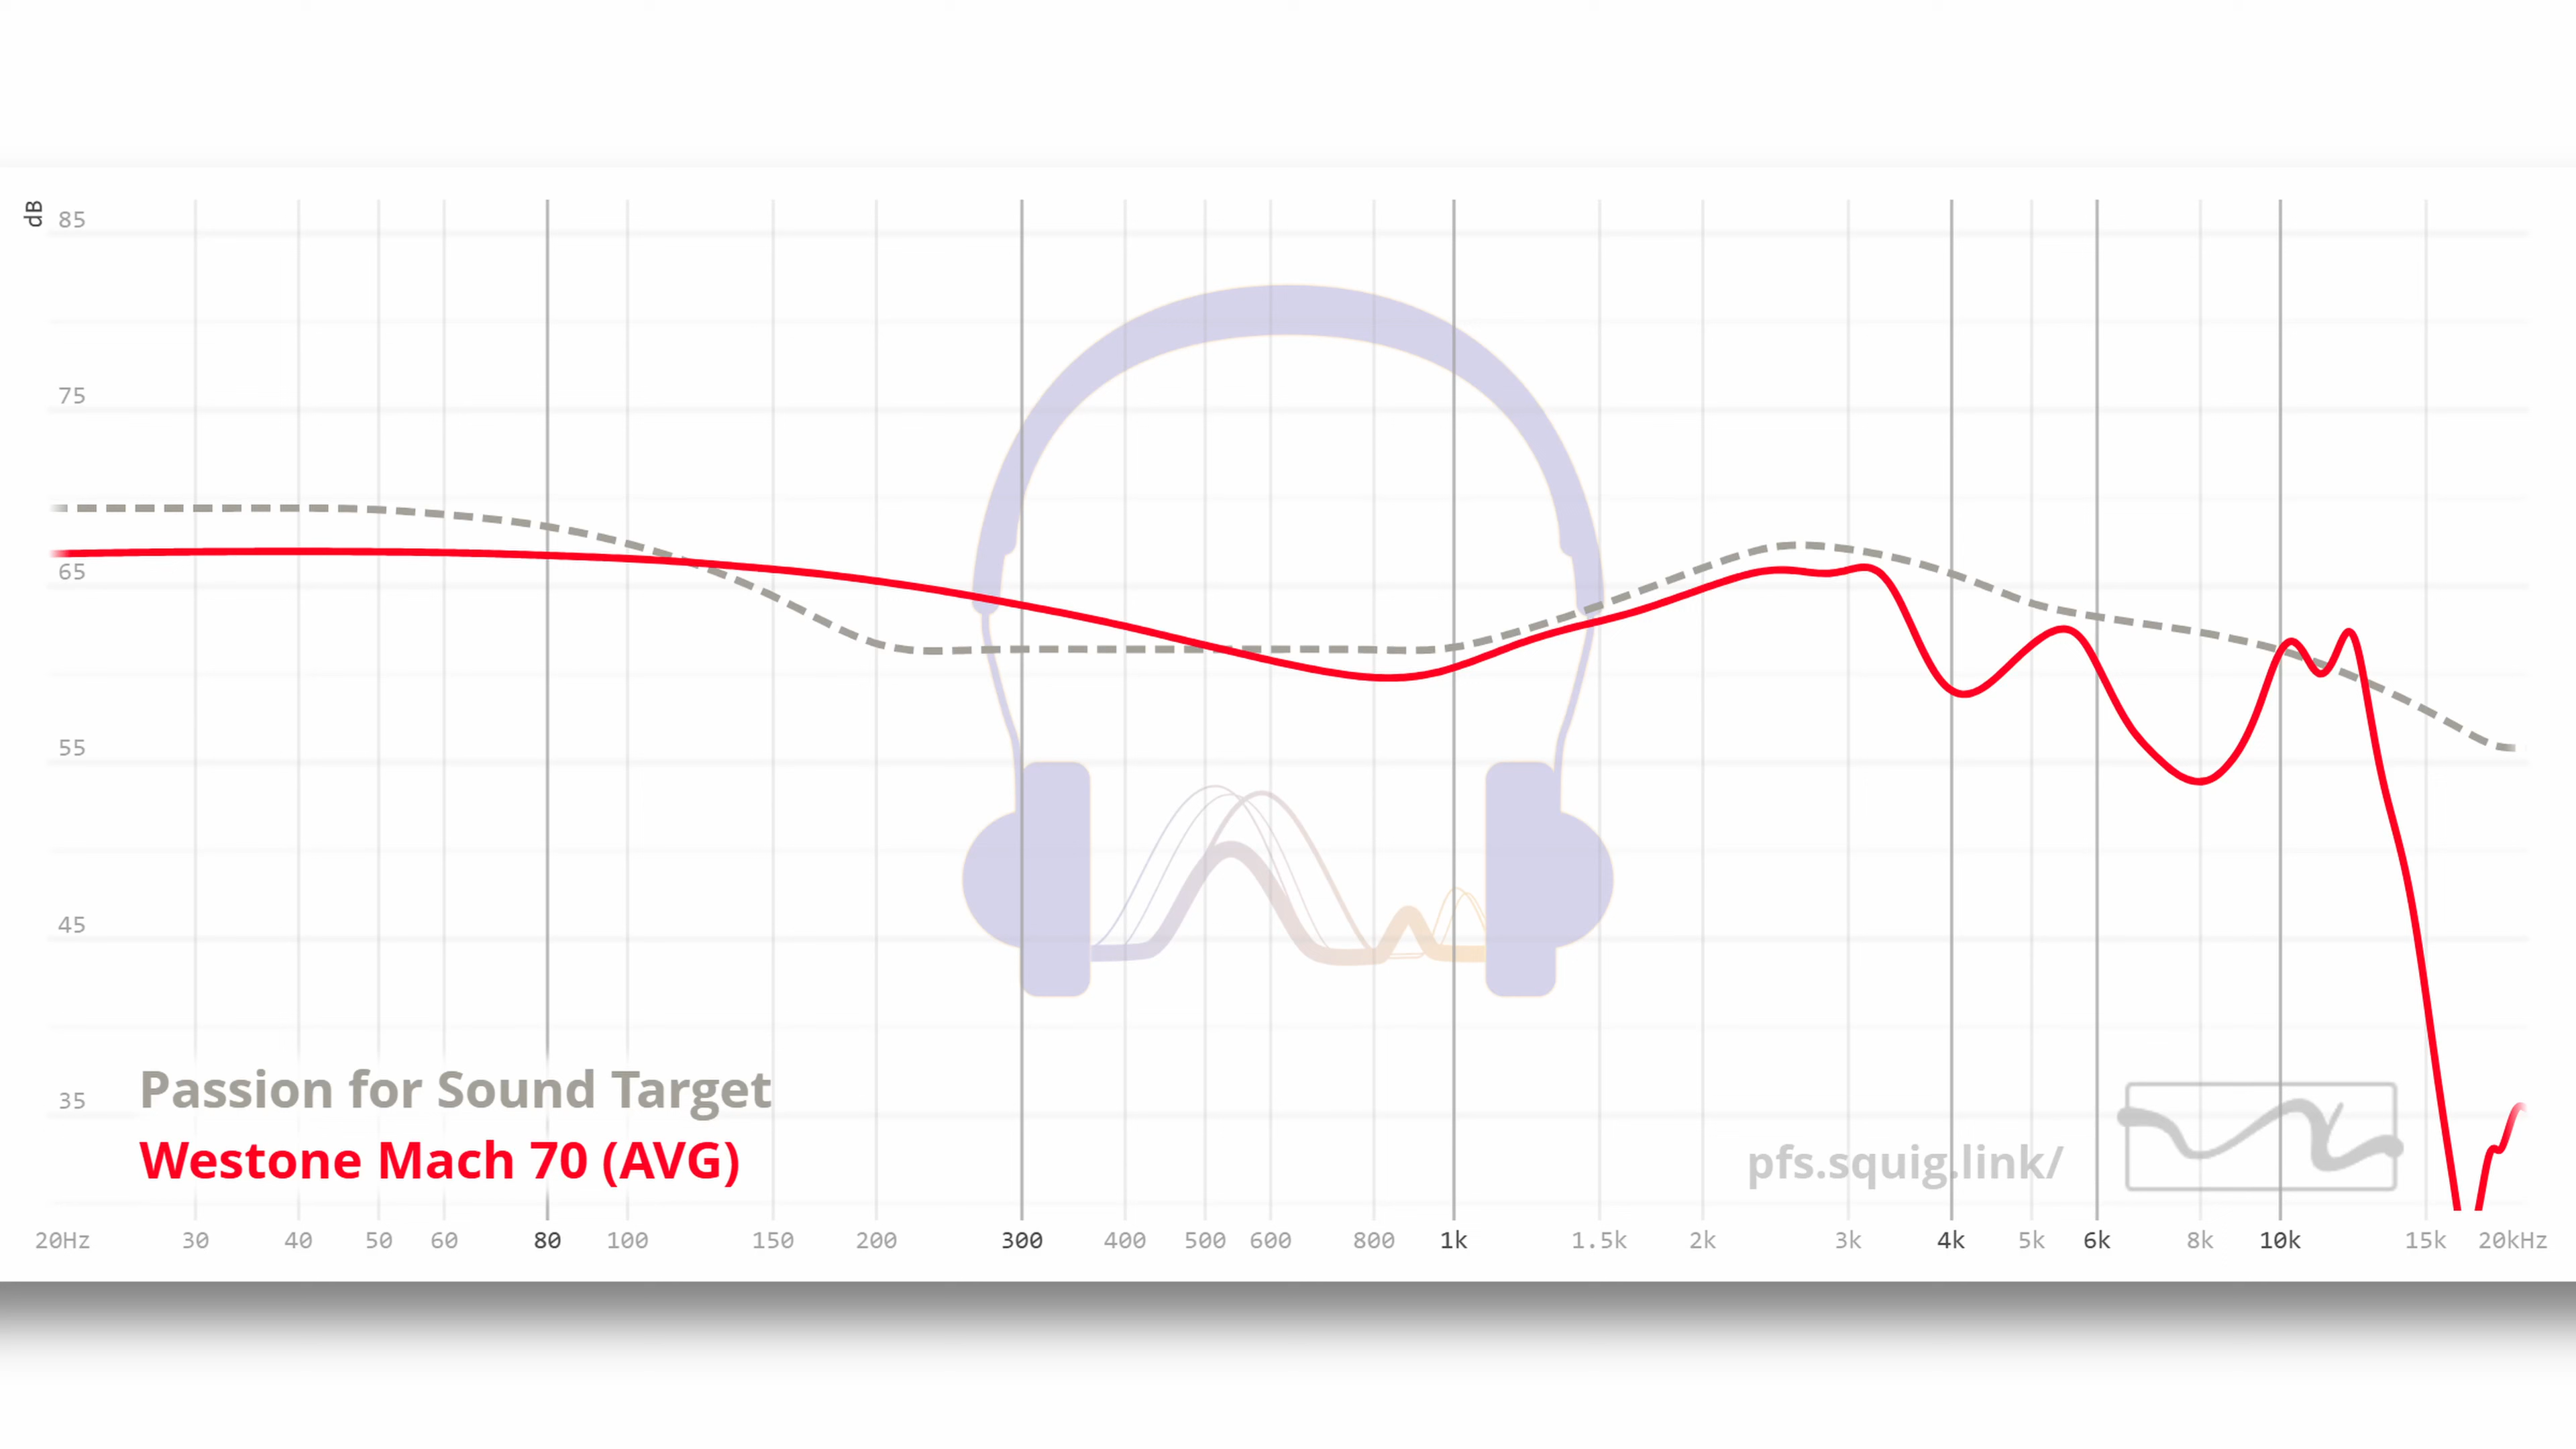 dB
85
75
65
55
45
35
Passion for Sound Target
Westone Mach 70 (AVG)
pfs.squig.link/
20Hz 30 40 50 60 80 100 150 200 300 400 500 600 800 1k 1.5k 2k 3k 4k 5k 6k 8k 10k 15k 20kHz